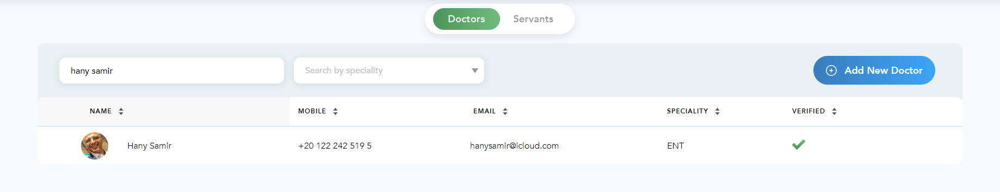 Doctors Servants
hany samir Search by speciality Add New Doctor
NAME MOBILE EMAIL SPECIALITY VERIFIED
Hany Samir +20 122 242 519 5 hanysamir@icloud.com ENT